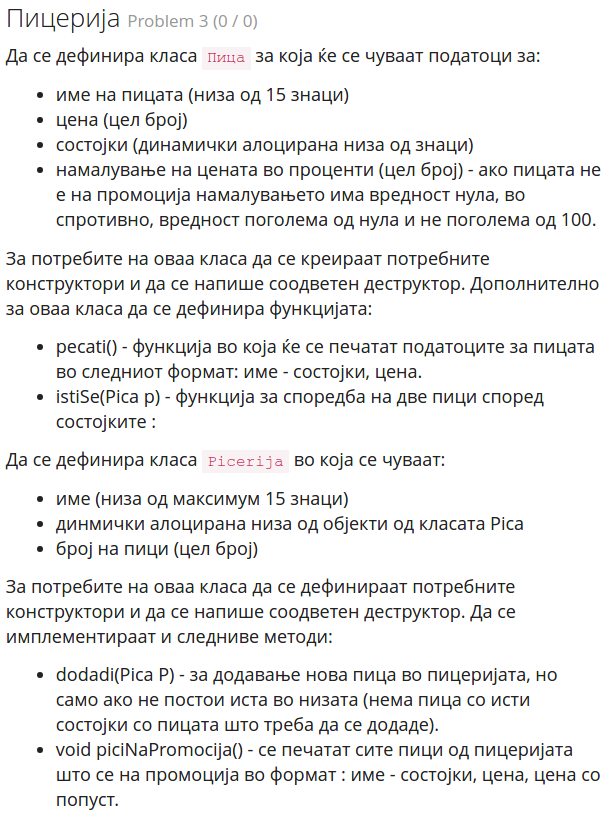 Пицерија Problem 3 (0 / 0)
Да се дефинира класа Пица за која ќе се чуваат податоци за:
• име на пицата (низа од 15 знаци)
• цена (цел број)
• состојки (динамички алоцирана низа од знаци)
• намалување на цената во проценти (цел број) - ако пицата не
е на промоција намалувањето има вредност нула, во
спротивно, вредност поголема од нула и не поголема од 100.
За потребите на оваа класа да се креираат потребните
конструктори и да се напише соодветен деструктор. Дополнително
за оваа класа да се дефинира функцијата:
• pecati() - функција во која ќе се печатат податоците за пицата
во следниот формат: име - состојки, цена.
• istiSe(Pica p) - функција за споредба на две пици според
состојките :
Да се дефинира класа Picerija во која се чуваат:
• име (низа од максимум 15 знаци)
• динмички алоцирана низа од објекти од класата Pica
• број на пици (цел број)
За потребите на оваа класа да се дефинираат потребните
конструктори и да се напише соодветен деструктор. Да се
имплементираат и следниве методи:
• dodadi(Pica P) - за додавање нова пица во пицеријата, но
само ако не постои иста во низата (нема пица со исти
состојки со пицата што треба да се додаде).
• void piciNaPromocija() - се печатат сите пици од пицеријата
што се на промоција во формат : име - состојки, цена, цена со
попуст.